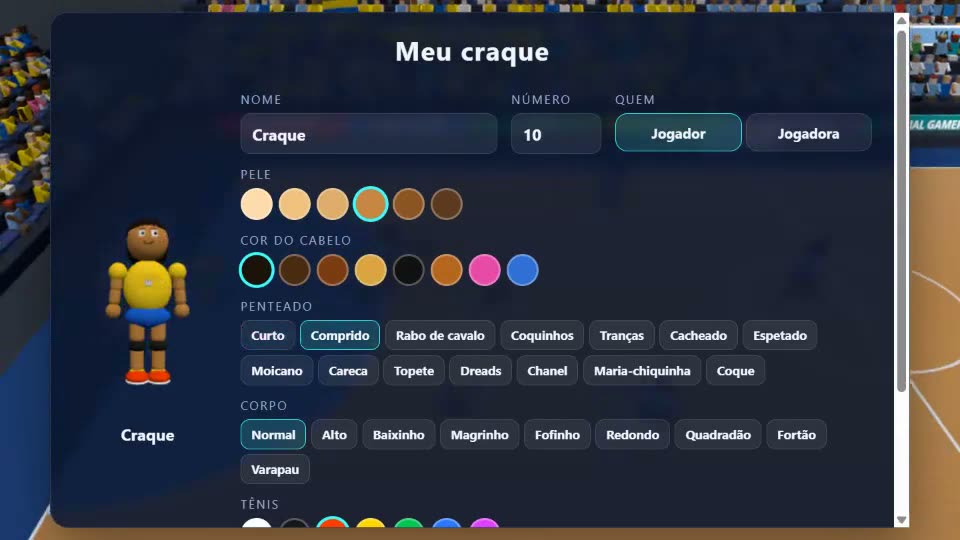 Meu craque
NOME
NÚMERO
QUEM
Craque
10
Jogador
Jogadora
PELE
COR DO CABELO
PENTEADO
Curto
Comprido
Rabo de cavalo
Coquinhos
Tranças
Cacheado
Espetado
Moicano
Careca
Topete
Dreads
Chanel
Maria-chiquinha
Coque
CORPO
Normal
Alto
Baixinho
Magrinho
Fofinho
Redondo
Quadradão
Fortão
Varapau
Craque
TÊNIS